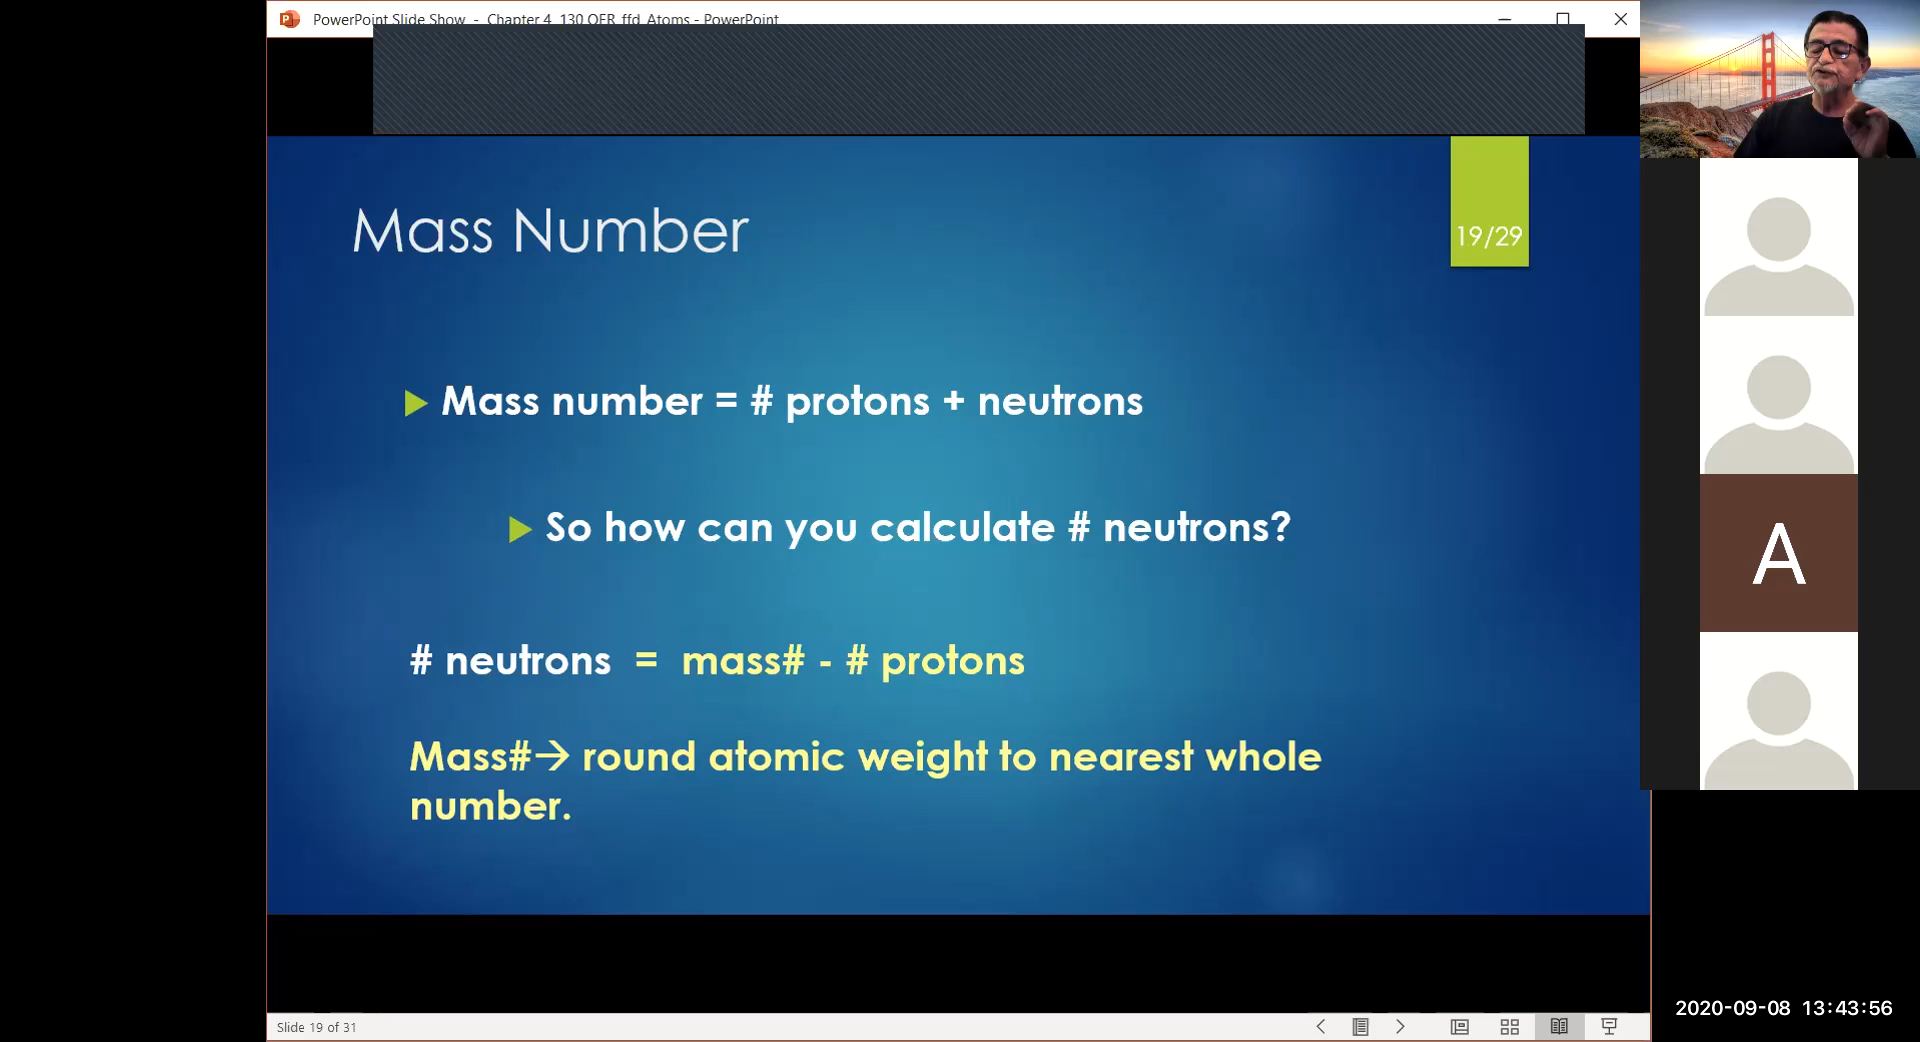 PowerPoint Slide Show - Chapter 4_130 OER_ffd_Atoms - PowerPoint
Mass Number
19/29
Mass number = # protons + neutrons
So how can you calculate # neutrons?
# neutrons = mass# - # protons
Mass#→ round atomic weight to nearest whole
number.
A
Slide 19 of 31
2020-09-08 13:43:56